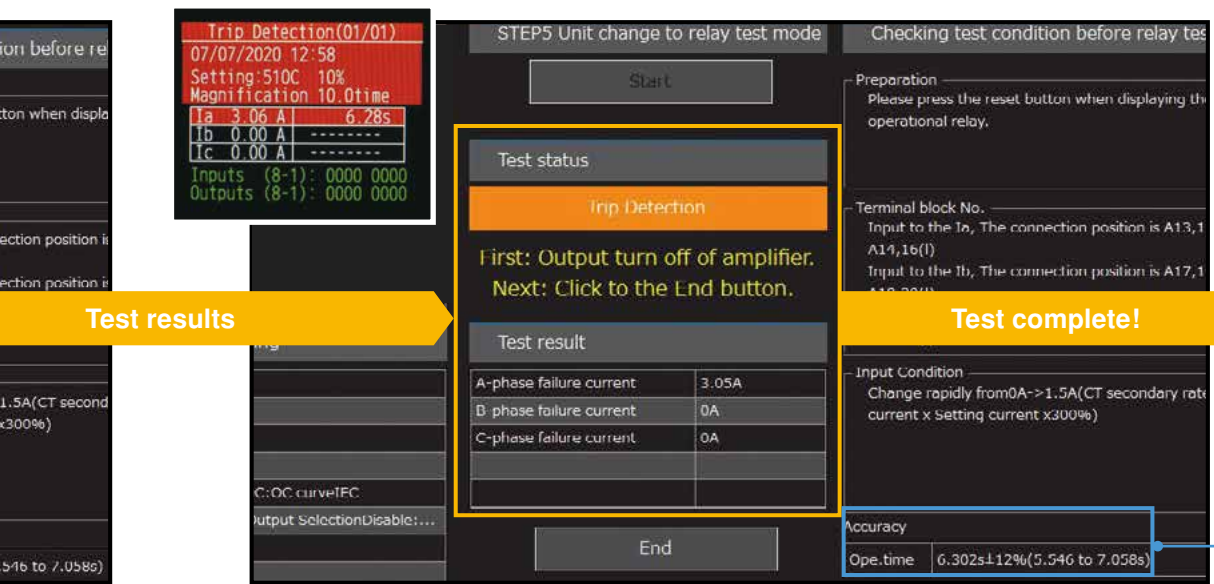 ion before re
tton when displa
ection position i
ection position i
1.5A(CT second
x300%)
.546 to 7.058s)
Trip Detection(01/01)
07/07/2020 12:58
Setting:51OC 10%
Magnification 10.0time
Ia 3.06 A 6.28s
Ib 0.00 A --------
Ic 0.00 A --------
Inputs (8-1): 0000 0000
Outputs (8-1): 0000 0000
Test results
C:OC curveIEC
Output SelectionDisable:...
STEP5 Unit change to relay test mode
Start
Test status
Trip Detection
First: Output turn off of amplifier.
Next: Click to the End button.
Test result
A-phase failure current 3.05A
B-phase failure current 0A
C-phase failure current 0A
End
Checking test condition before relay tes
Preparation
Please press the reset button when displaying th
operational relay.
Terminal block No.
Input to the Ia, The connection position is A13,1
A14,16(l)
Input to the Ib, The connection position is A17,1
Test complete!
Input Condition
Change rapidly from0A->1.5A(CT secondary rate
current x Setting current x300%)
Accuracy
Ope.time 6.302s±12%(5.546 to 7.058s)